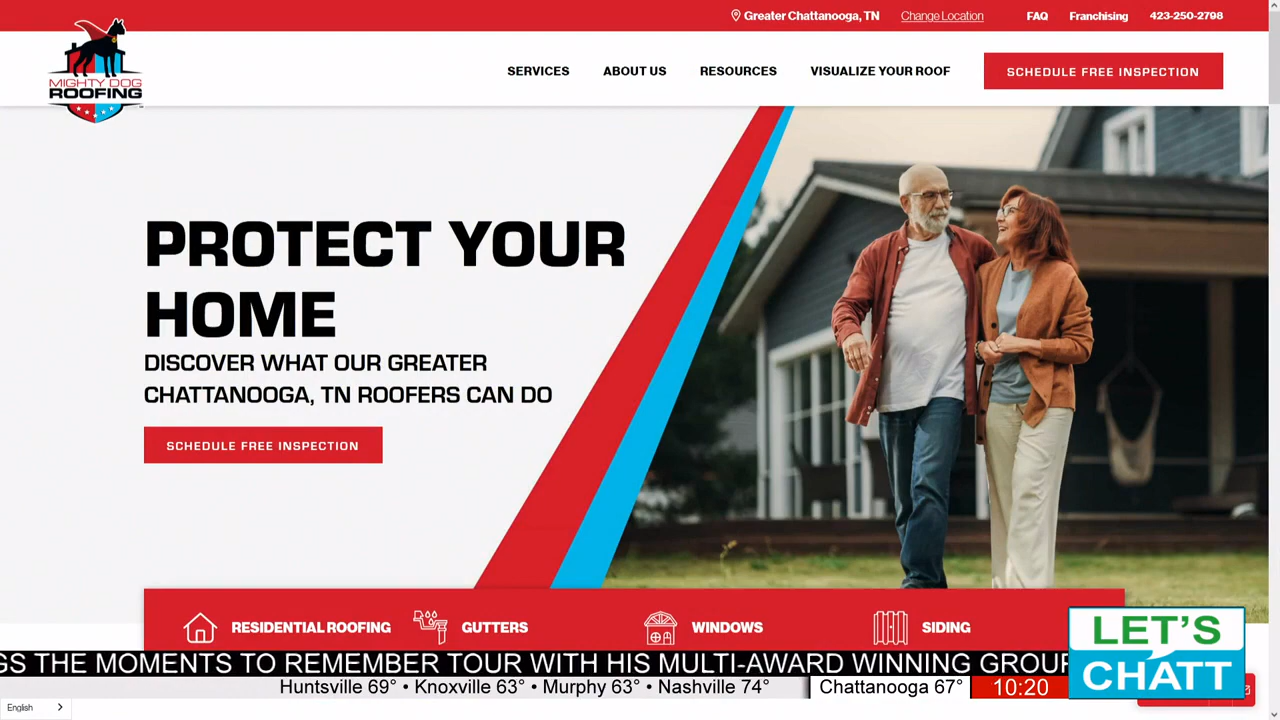 Greater Chattanooga, TN
Change Location
FAQ
Franchising
423-250-2798
MIGHTY DOG
ROOFING
SERVICES
ABOUT US
RESOURCES
VISUALIZE YOUR ROOF
SCHEDULE FREE INSPECTION
PROTECT YOUR
HOME
DISCOVER WHAT OUR GREATER
CHATTANOOGA, TN ROOFERS CAN DO
SCHEDULE FREE INSPECTION
RESIDENTIAL ROOFING
GUTTERS
WINDOWS
SIDING
LET'S
CHATT
GS THE MOMENTS TO REMEMBER TOUR WITH HIS MULTI-AWARD WINNING GROUP
Huntsville 69° • Knoxville 63° • Murphy 63° • Nashville 74°
Chattanooga 67°
10:20
English